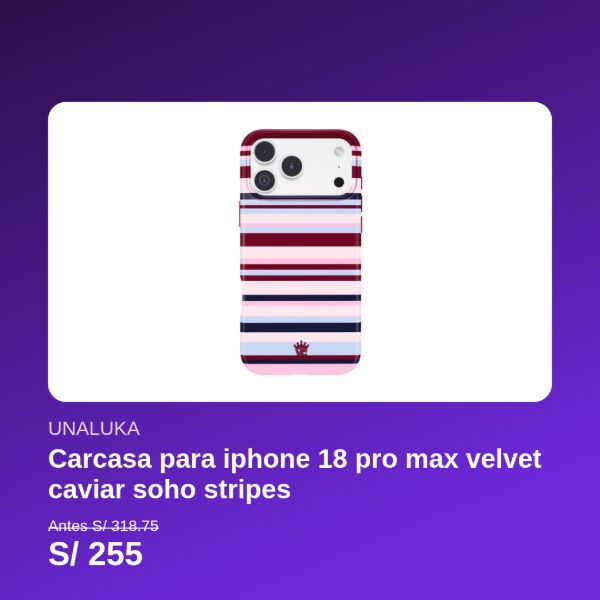 UNALUKA
Carcasa para iphone 18 pro max velvet
caviar soho stripes
Antes S/ 318.75
S/ 255